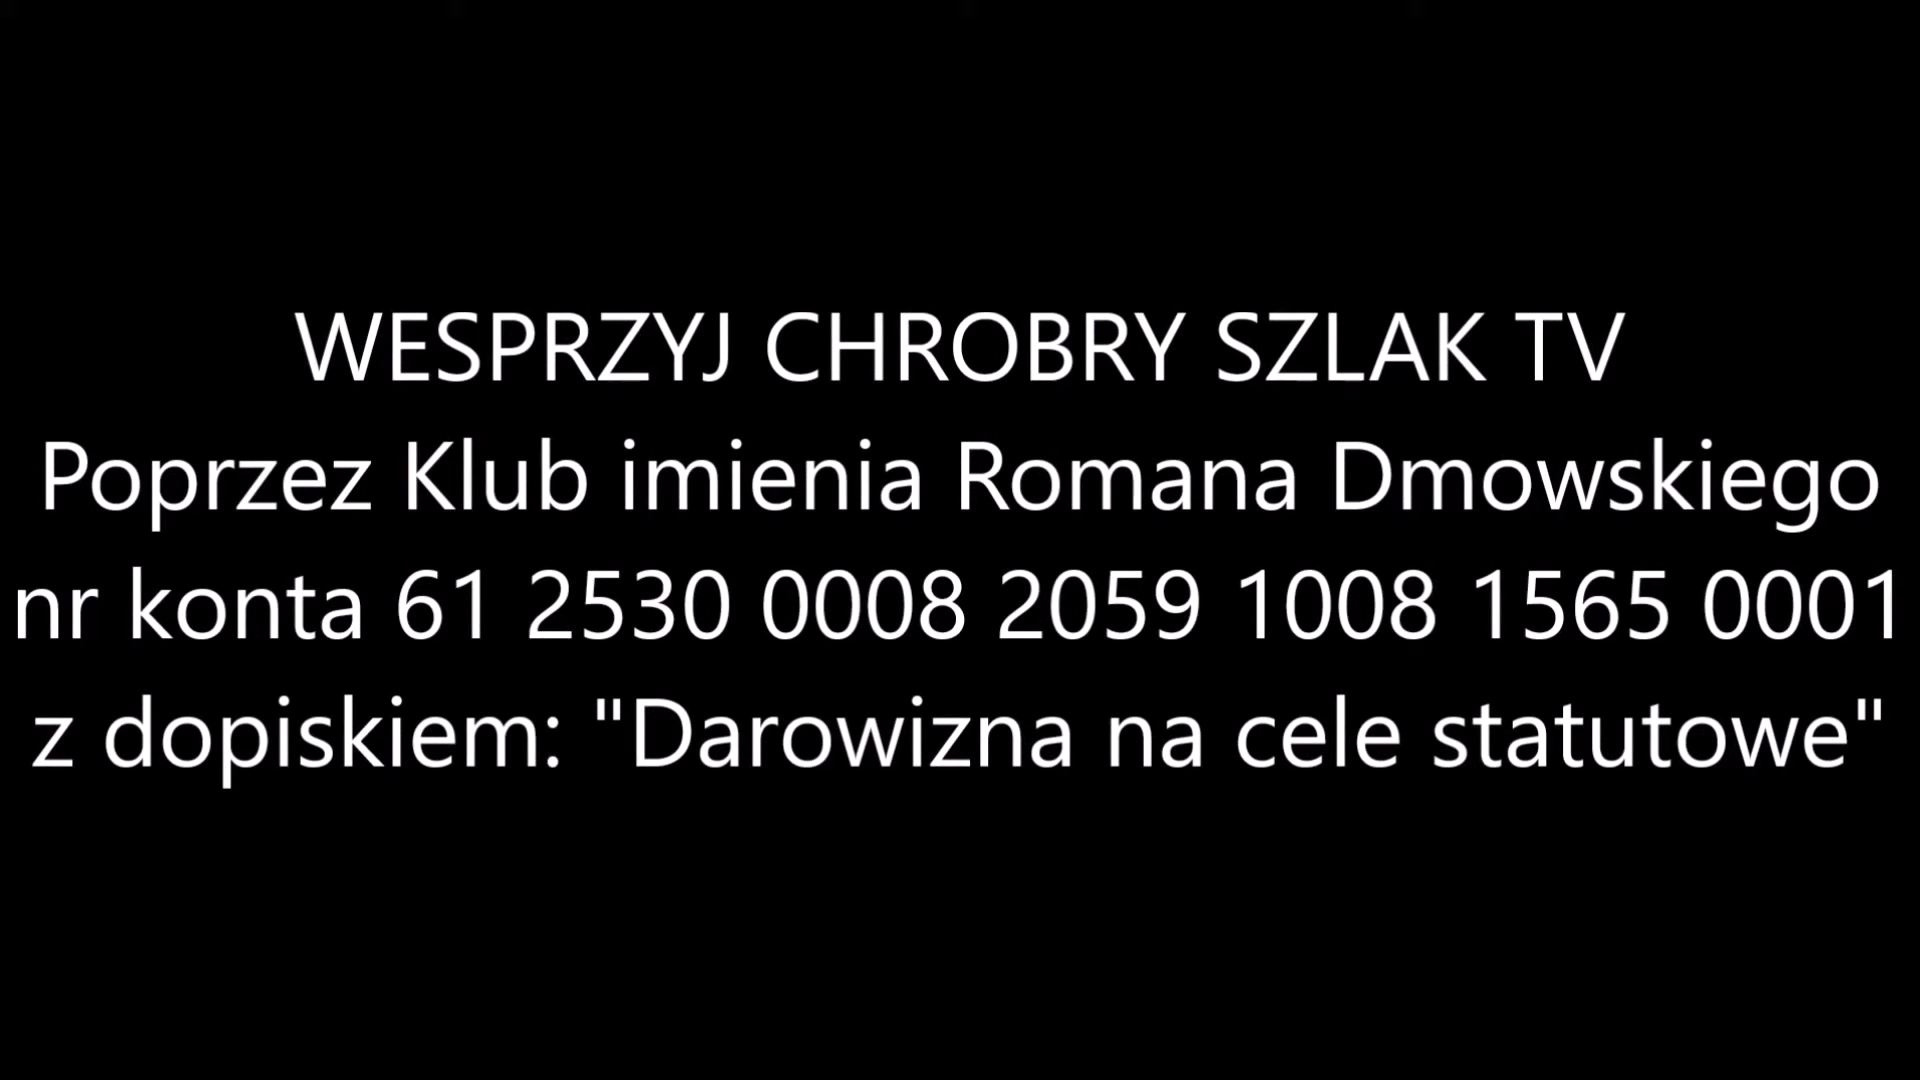 WESPRZYJ CHROBRY SZLAK TV
Poprzez Klub imienia Romana Dmowskiego
nr konta 61 2530 0008 2059 1008 1565 0001
z dopiskiem: "Darowizna na cele statutowe"